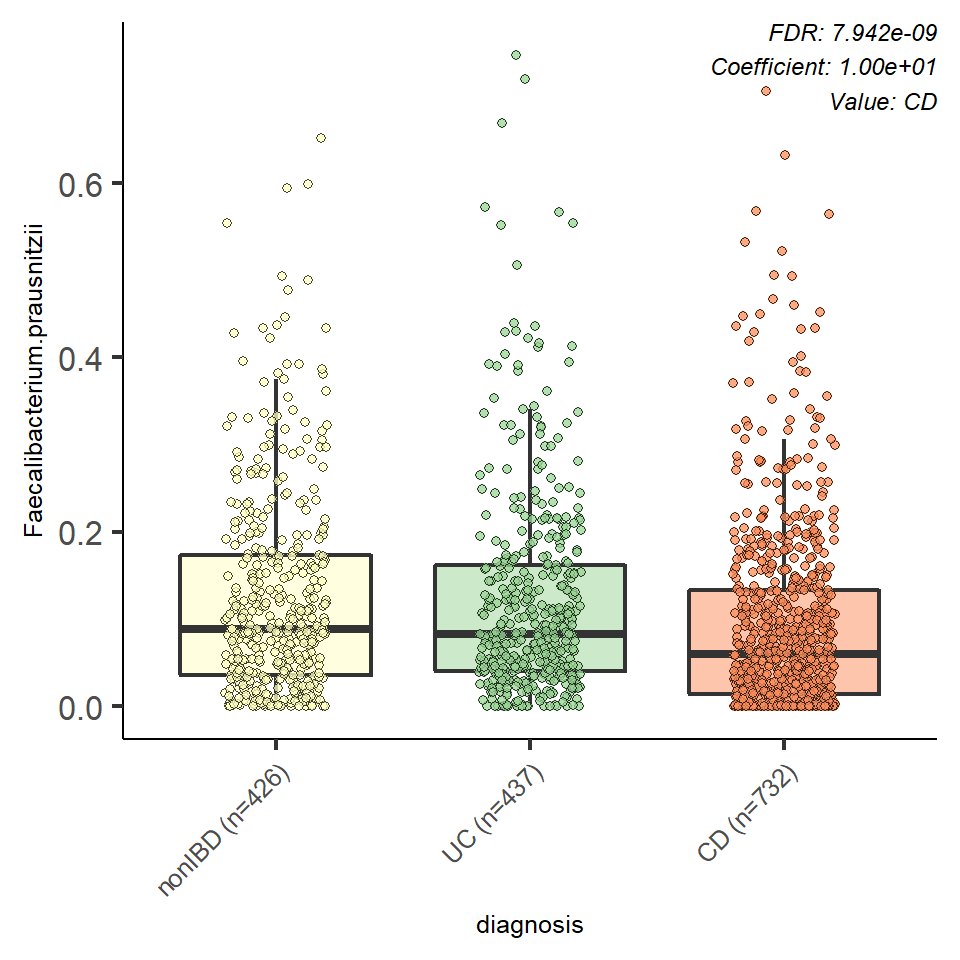 FDR: 7.942e-09
Coefficient: 1.00e+01
Value: CD
Faecalibacterium.prausnitzii
0.6
0.4
0.2
0.0
nonIBD (n=426)
UC (n=437)
CD (n=732)
diagnosis